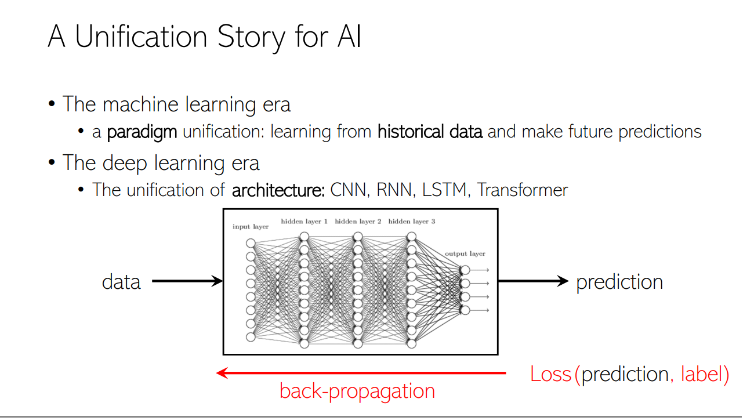 A Unification Story for AI
• The machine learning era
• a paradigm unification: learning from historical data and make future predictions
• The deep learning era
• The unification of architecture: CNN, RNN, LSTM, Transformer
hidden layer 1 hidden layer 2 hidden layer 3
input layer
output layer
data
prediction
Loss(prediction, label)
back-propagation